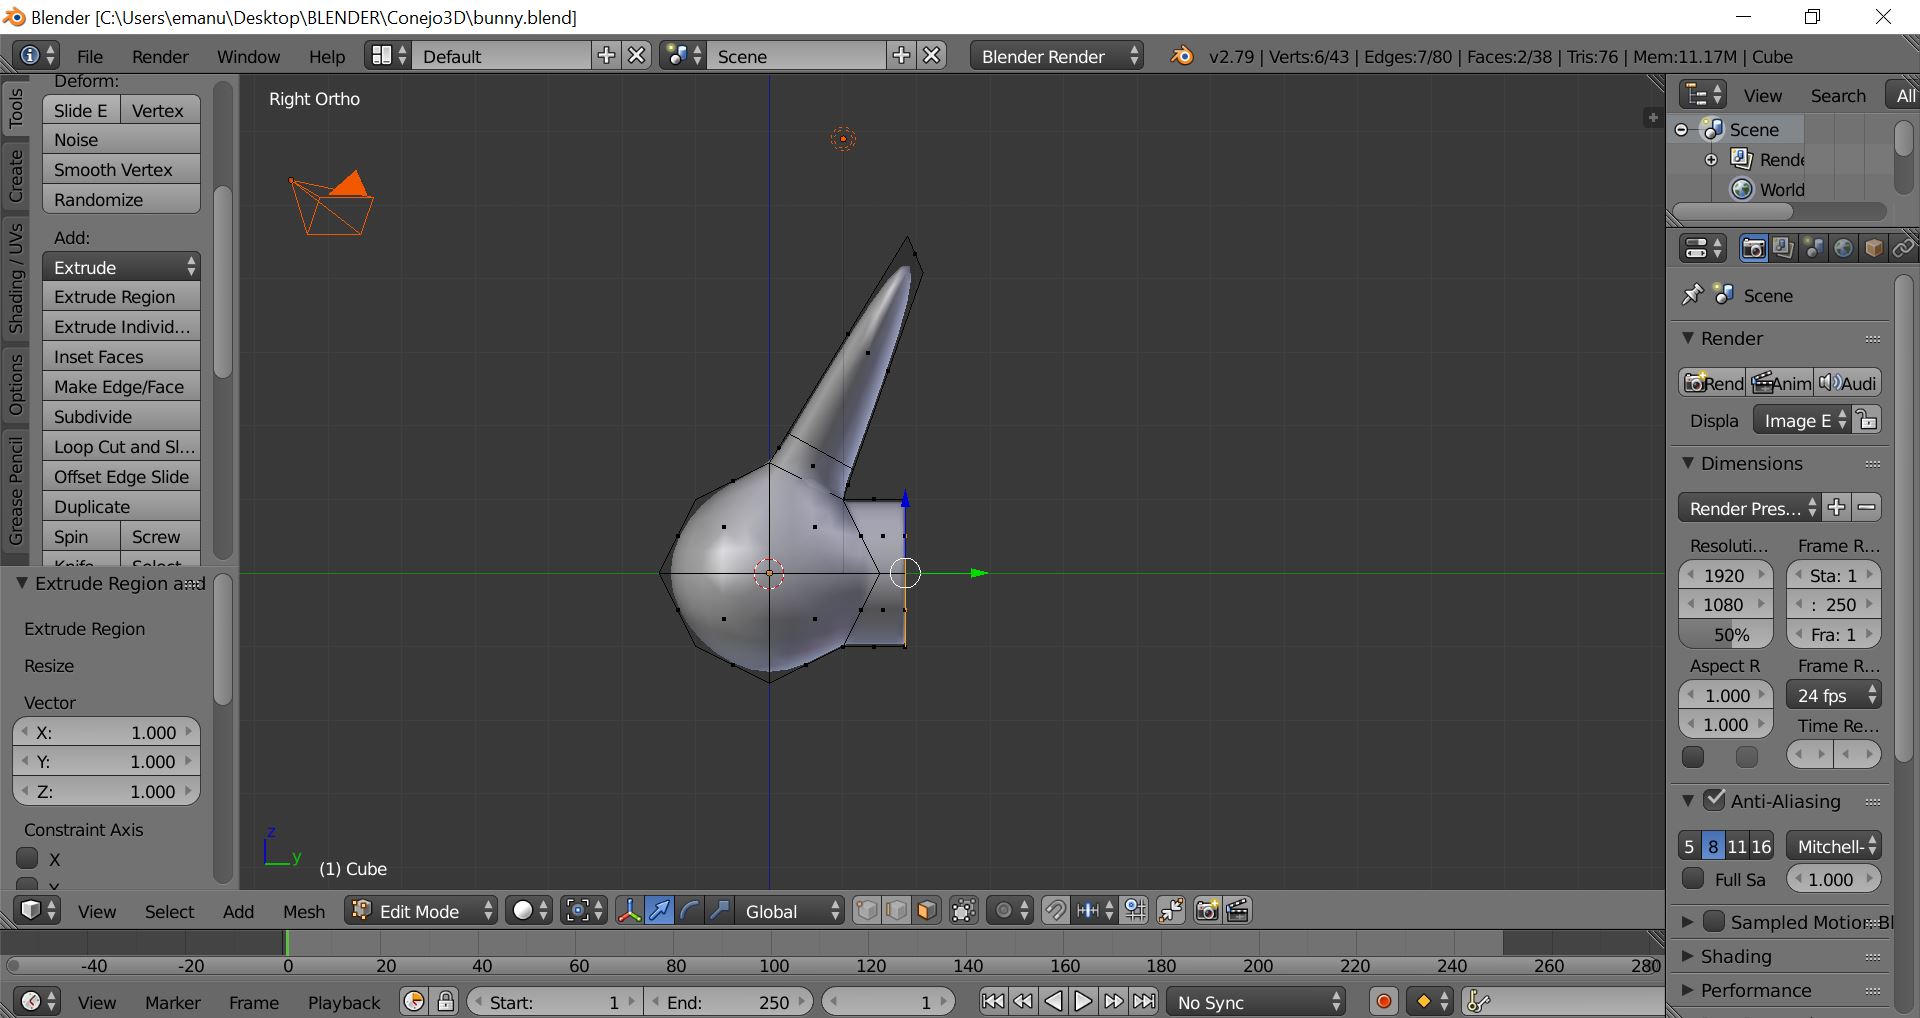 Blender [C:\Users\emanu\Desktop\BLENDER\Conejo3D\bunny.blend]
File Render Window Help Default Scene Blender Render v2.79 | Verts:6/43 | Edges:7/80 | Faces:2/38 | Tris:76 | Mem:11.17M | Cube
Tools
Create
Shading / UVs
Options
Grease Pencil
Deform:
Slide E Vertex
Noise
Smooth Vertex
Randomize
Add:
Extrude
Extrude Region
Extrude Individ...
Inset Faces
Make Edge/Face
Subdivide
Loop Cut and Sl...
Offset Edge Slide
Duplicate
Spin Screw
Extrude Region and
Extrude Region
Resize
Vector
X: 1.000
Y: 1.000
Z: 1.000
Constraint Axis
X
Right Ortho
z
y
(1) Cube
View Select Add Mesh Edit Mode Global
-40 -20 0 20 40 60 80 100 120 140 160 180 200 220 240 260 280
View Marker Frame Playback Start: 1 End: 250 1 No Sync
View Search All
Scene
Rende
World
Scene
Render
Rend Anim Audi
Displa Image E
Dimensions
Render Pres...
Resoluti... Frame R...
1920 Sta: 1
1080 : 250
50% Fra: 1
Aspect R Frame R...
1.000 24 fps
1.000 Time Re...
Anti-Aliasing
5 8 11 16 Mitchell-
Full Sa 1.000
Sampled Motion Bl
Shading
Performance